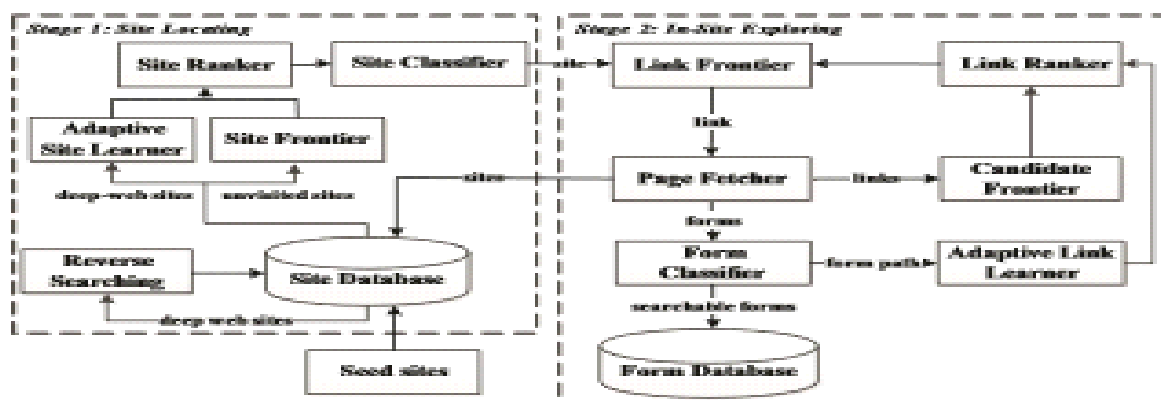 Stage 1: Site Locating
Site Ranker
Site Classifier
Adaptive
Site Learner
Site Frontier
deep-web sites
unvisited sites
Reverse
Searching
Site Database
deep web sites
Seed sites
site
sites
Stage 2: In-Site Exploring
Link Frontier
Link Ranker
link
Page Fetcher
links
Candidate
Frontier
forms
Form
Classifier
form path
Adaptive Link
Learner
searchable forms
Form Database